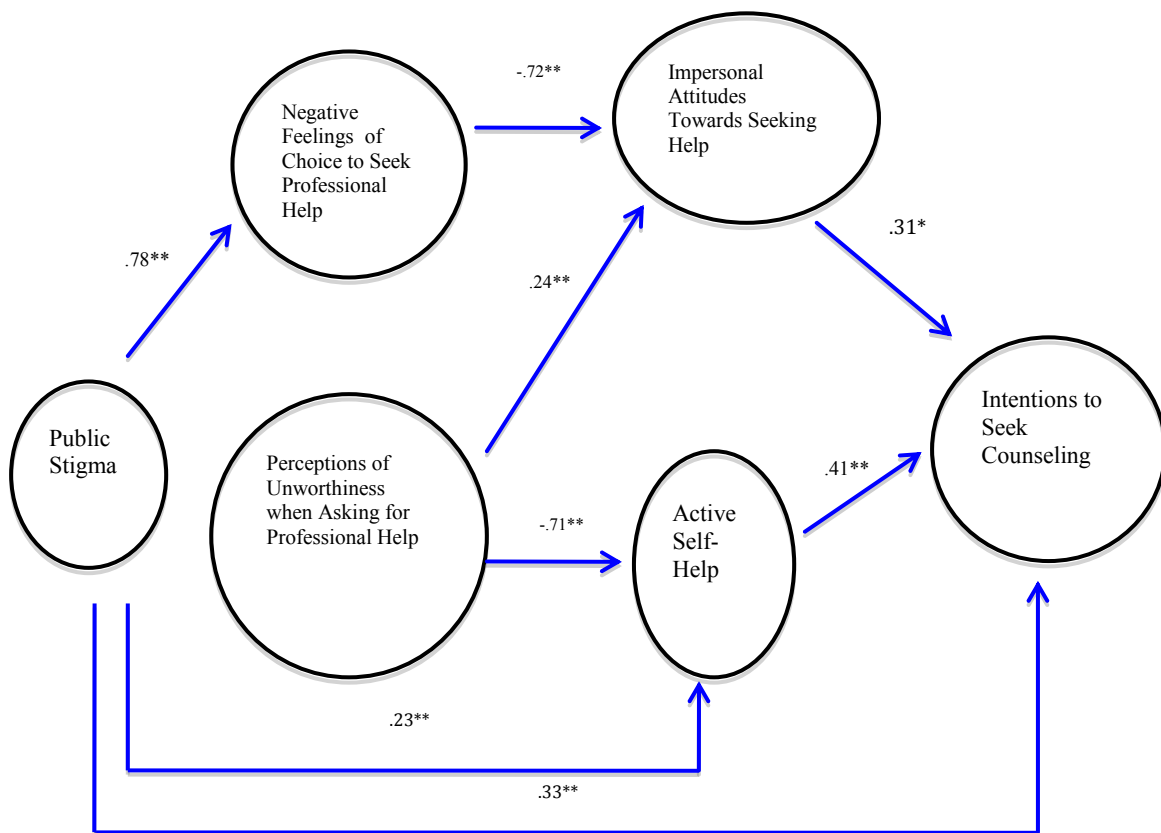 -.72**
Impersonal
Attitudes
Towards Seeking
Help
Negative
Feelings of
Choice to Seek
Professional
Help
.31*
.78**
.24**
Public
Stigma
Perceptions of
Unworthiness
when Asking for
Professional Help
-.71**
Active
Self-
Help
.41**
Intentions to
Seek
Counseling
.23**
.33**